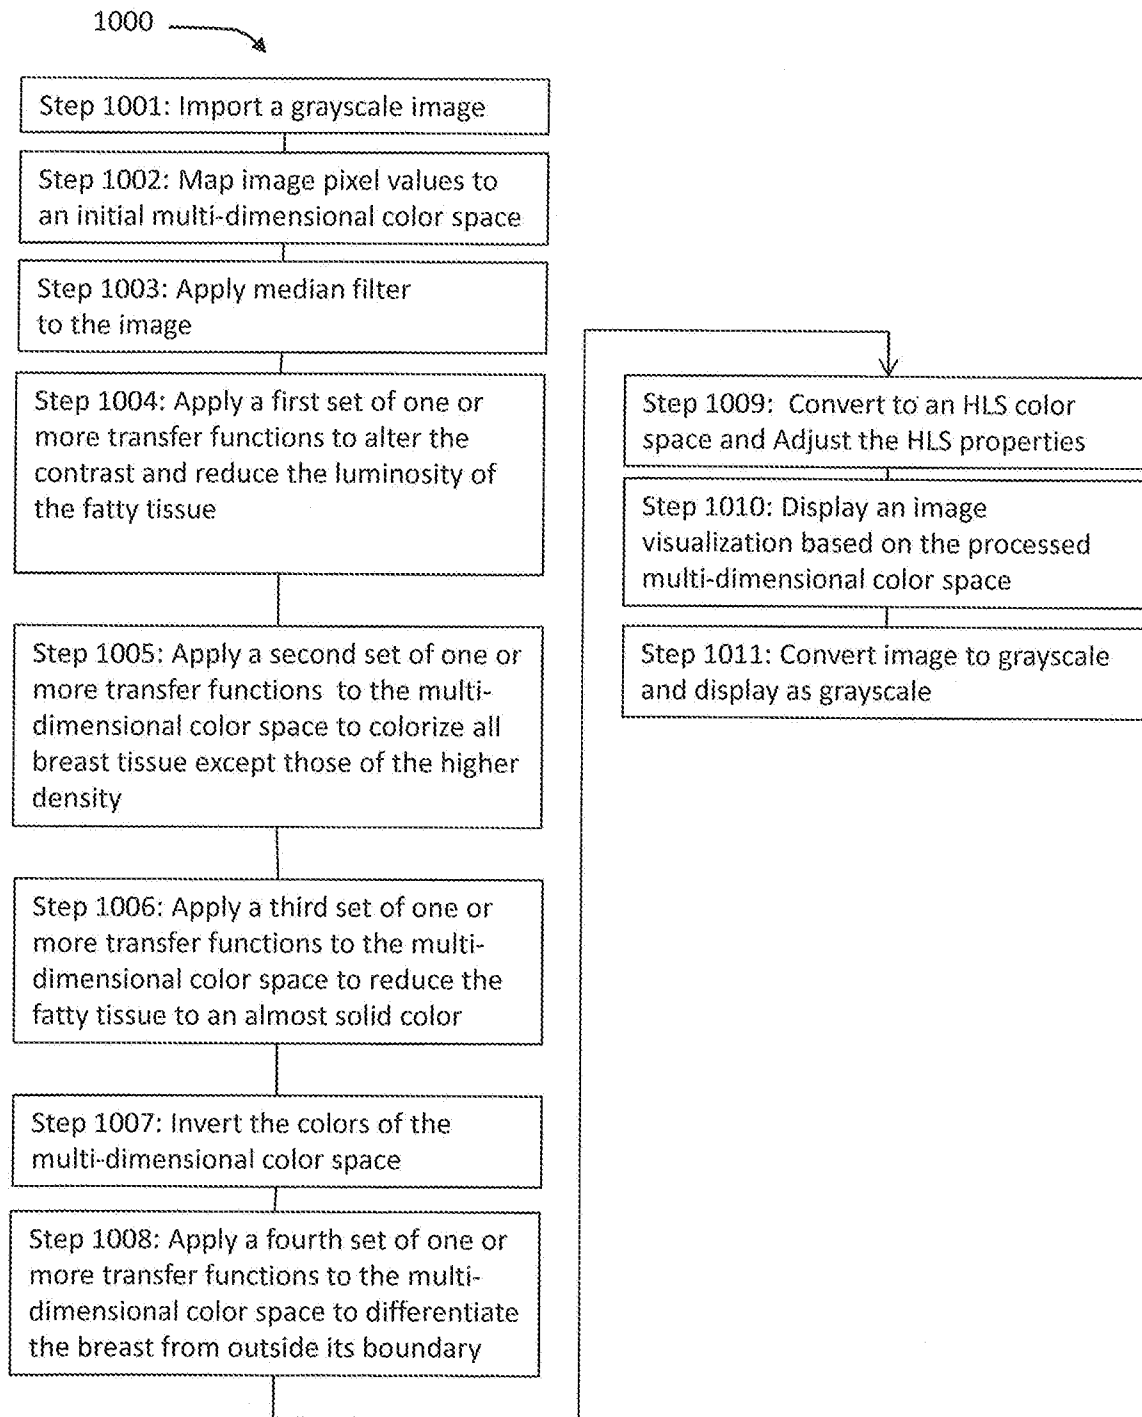 1000
Step 1001: Import a grayscale image
Step 1002: Map image pixel values to
an initial multi-dimensional color space
Step 1003: Apply median filter
to the image
Step 1004: Apply a first set of one or
more transfer functions to alter the
contrast and reduce the luminosity of
the fatty tissue
Step 1005: Apply a second set of one or
more transfer functions to the multi-
dimensional color space to colorize all
breast tissue except those of the higher
density
Step 1006: Apply a third set of one or
more transfer functions to the multi-
dimensional color space to reduce the
fatty tissue to an almost solid color
Step 1007: Invert the colors of the
multi-dimensional color space
Step 1008: Apply a fourth set of one or
more transfer functions to the multi-
dimensional color space to differentiate
the breast from outside its boundary
Step 1009: Convert to an HLS color
space and Adjust the HLS properties
Step 1010: Display an image
visualization based on the processed
multi-dimensional color space
Step 1011: Convert image to grayscale
and display as grayscale